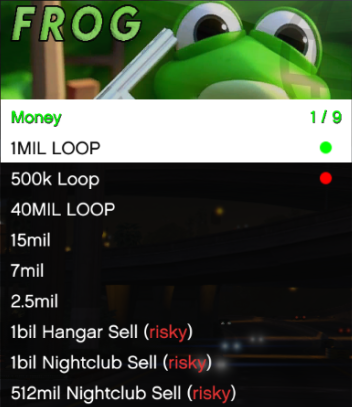 FROG
Money 1 / 9
1MIL LOOP
500k Loop
40MIL LOOP
15mil
7mil
2.5mil
1bil Hangar Sell (risky)
1bil Nightclub Sell (risky)
512mil Nightclub Sell (risky)